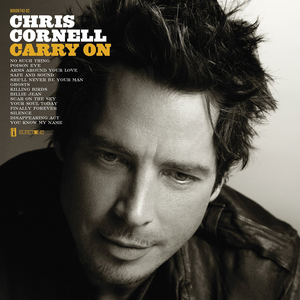 CHRIS
CORNELL
CARRY ON
NO SUCH THING
POISON EYE
ARMS AROUND YOUR LOVE
SAFE AND SOUND
SHE'LL NEVER BE YOUR MAN
GHOSTS
KILLING BIRDS
BILLIE JEAN
SCAR ON THE SKY
YOUR SOUL TODAY
FINALLY FOREVER
SILENCE
DISAPPEARING ACT
YOU KNOW MY NAME